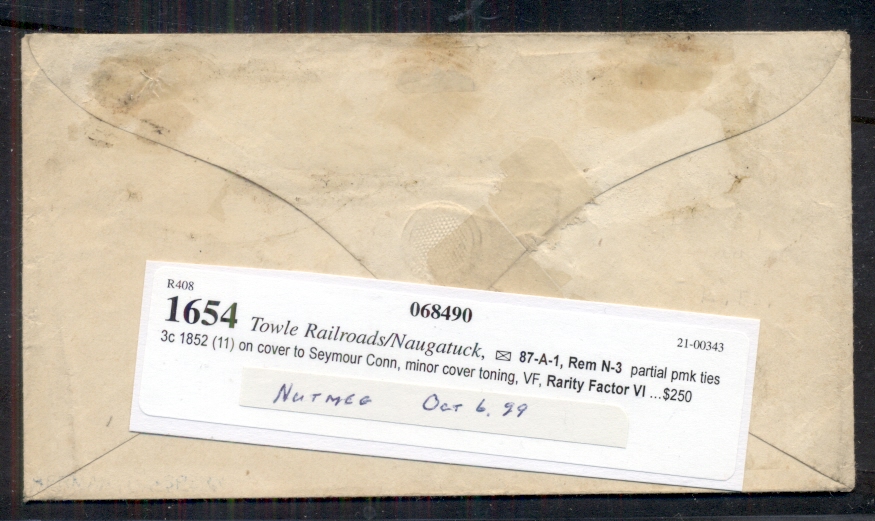 R408
068490
21-00343
1654 Towle Railroads/Naugatuck, ✉ 87-A-1, Rem N-3 partial pmk ties
3c 1852 (11) on cover to Seymour Conn, minor cover toning, VF, Rarity Factor VI ...$250
NUTMEG OCT 6, 99